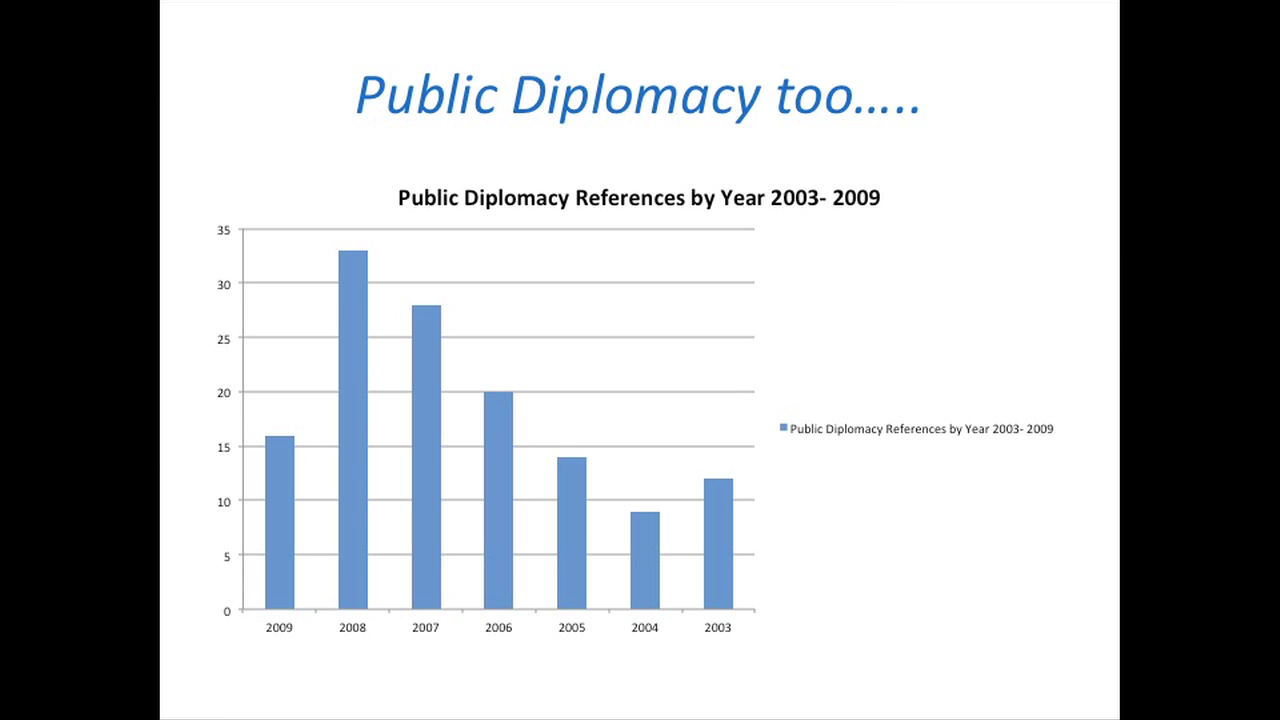 Public Diplomacy too.....
Public Diplomacy References by Year 2003- 2009
35
30
25
20
15
10
5
0
2009 2008 2007 2006 2005 2004 2003
Public Diplomacy References by Year 2003- 2009